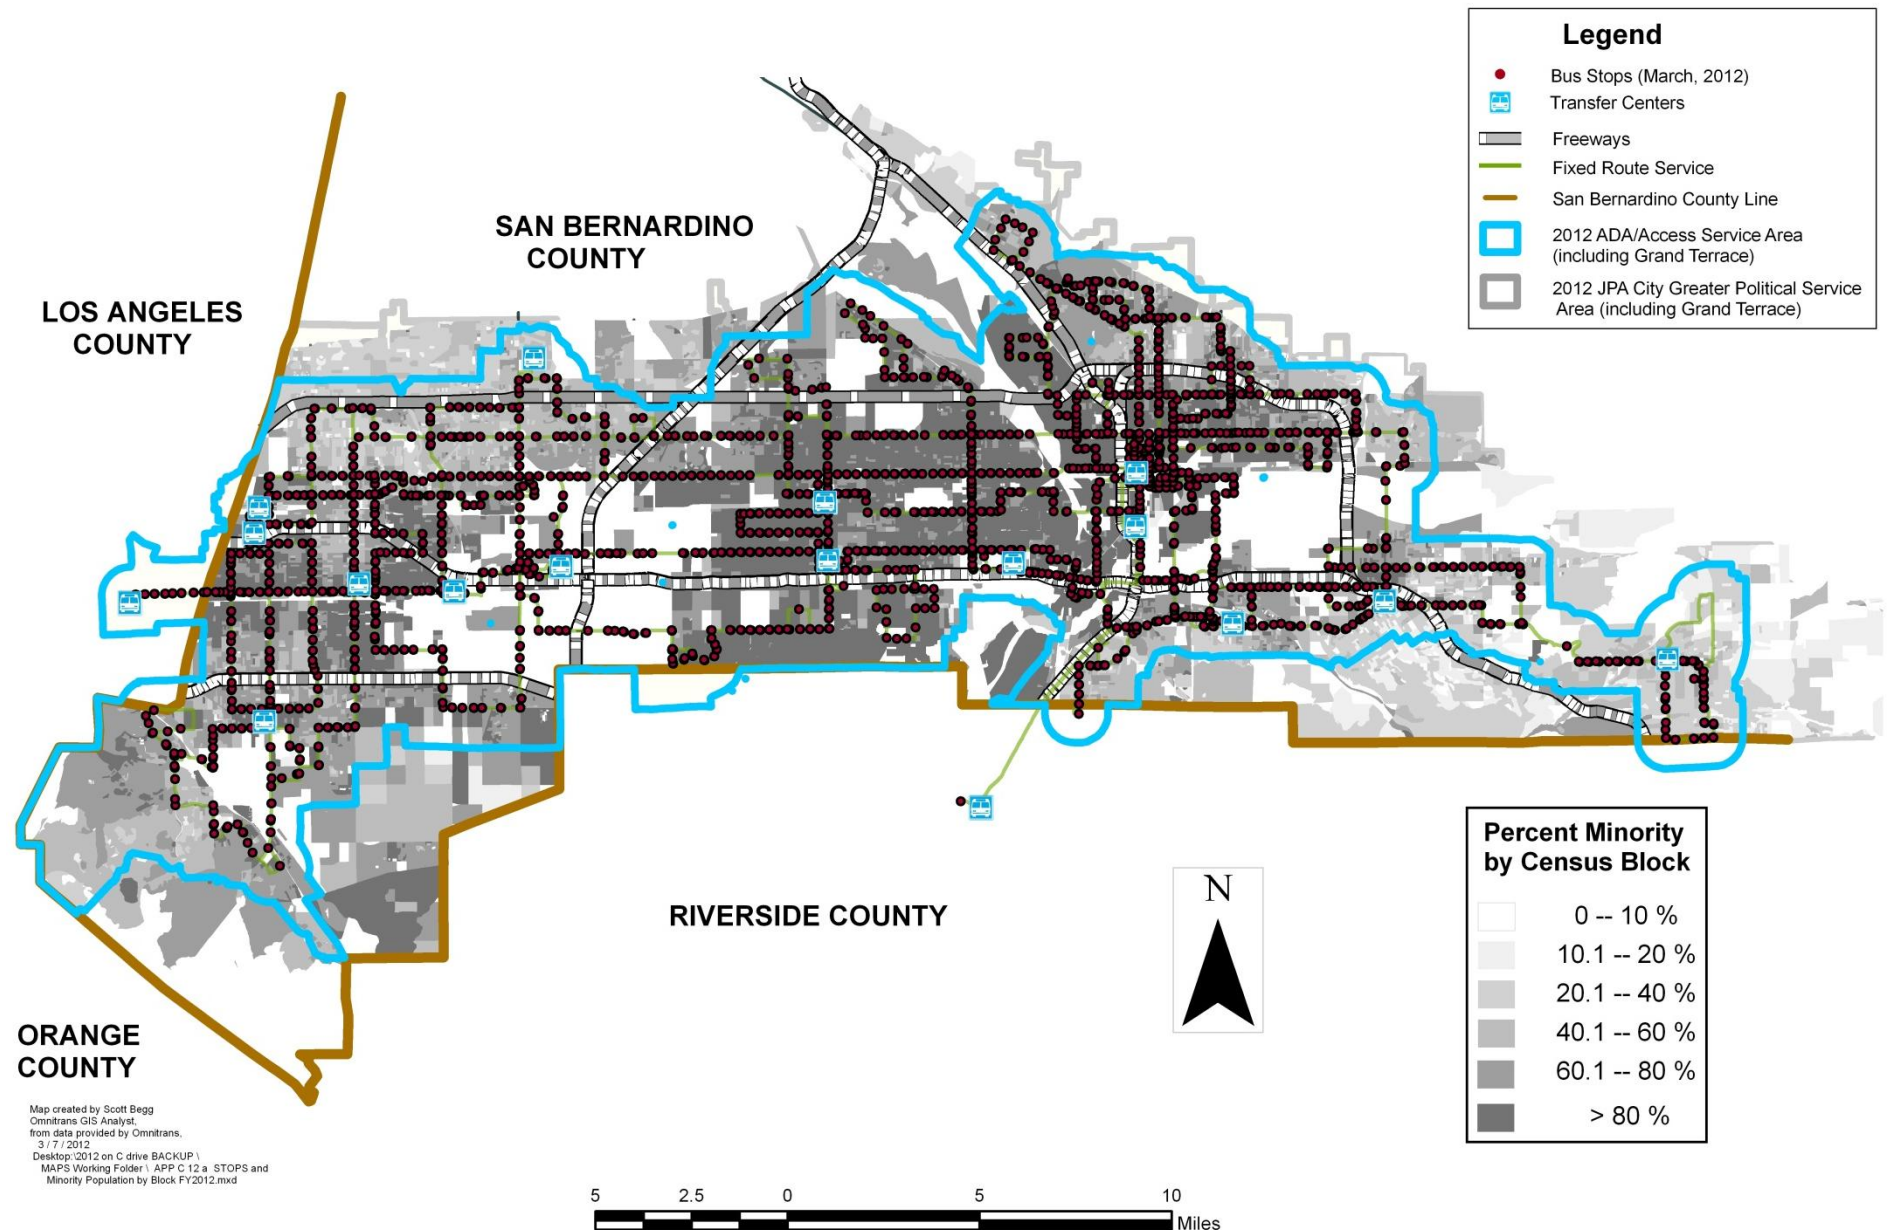 Legend
Bus Stops (March, 2012)
Transfer Centers
Freeways
Fixed Route Service
San Bernardino County Line
2012 ADA/Access Service Area
(including Grand Terrace)
2012 JPA City Greater Political Service
Area (including Grand Terrace)
SAN BERNARDINO
COUNTY
LOS ANGELES
COUNTY
RIVERSIDE COUNTY
N
Percent Minority
by Census Block
0 -- 10 %
10.1 -- 20 %
20.1 -- 40 %
40.1 -- 60 %
60.1 -- 80 %
> 80 %
ORANGE
COUNTY
Map created by Scott Begg
Omnitrans GIS Analyst,
from data provided by Omnitrans,
3 / 7 / 2012
Desktop:\2012 on C drive BACKUP \
MAPS Working Folder \ APP C 12 a STOPS and
Minority Population by Block FY2012.mxd
5 2.5 0 5 10
Miles